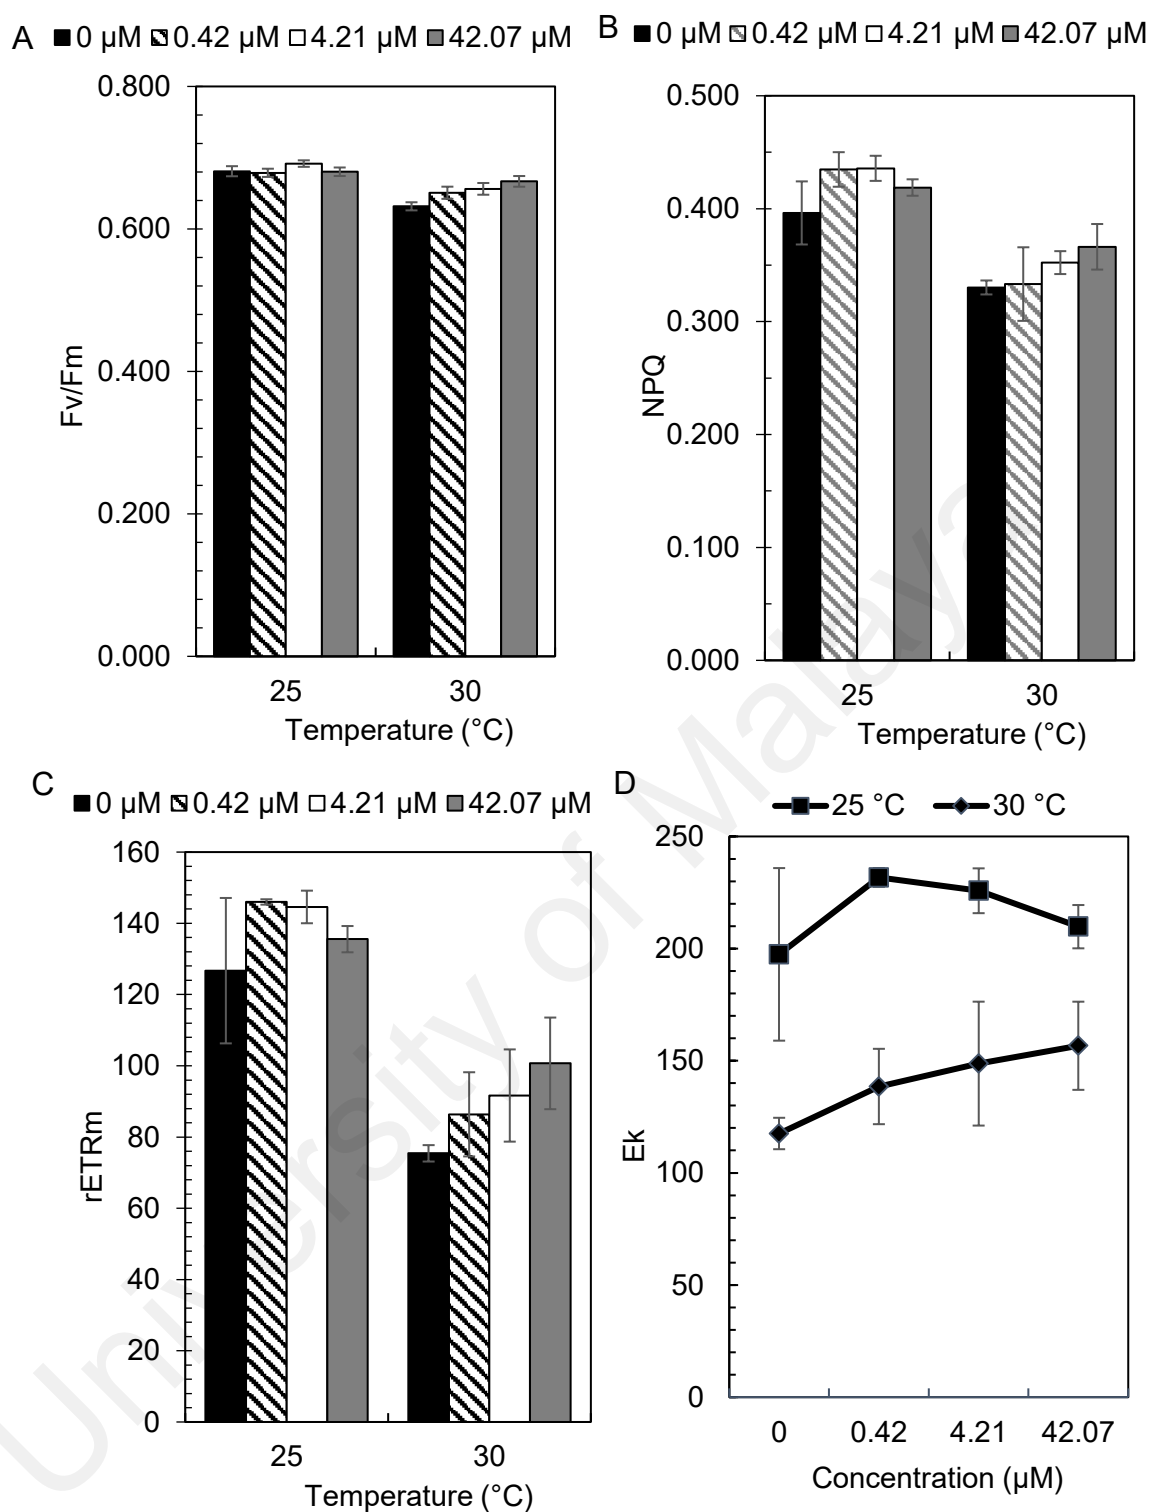 A ■ 0 µM 0.42 µM 4.21 µM 42.07 µM
0.800
0.600
0.400
0.200
0.000
Fv/Fm
25 30
Temperature (°C)
B 0 µM 0.42 µM 4.21 µM 42.07 µM
0.500
0.400
0.300
0.200
0.100
0.000
NPQ
25 30
Temperature (°C)
C 0 µM 0.42 µM 4.21 µM 42.07 µM
160
140
120
100
80
60
40
20
0
rETRm
25 30
Temperature (°C)
D 25 °C 30 °C
250
200
150
100
50
0
Ek
0 0.42 4.21 42.07
Concentration (µM)
University of Malaya